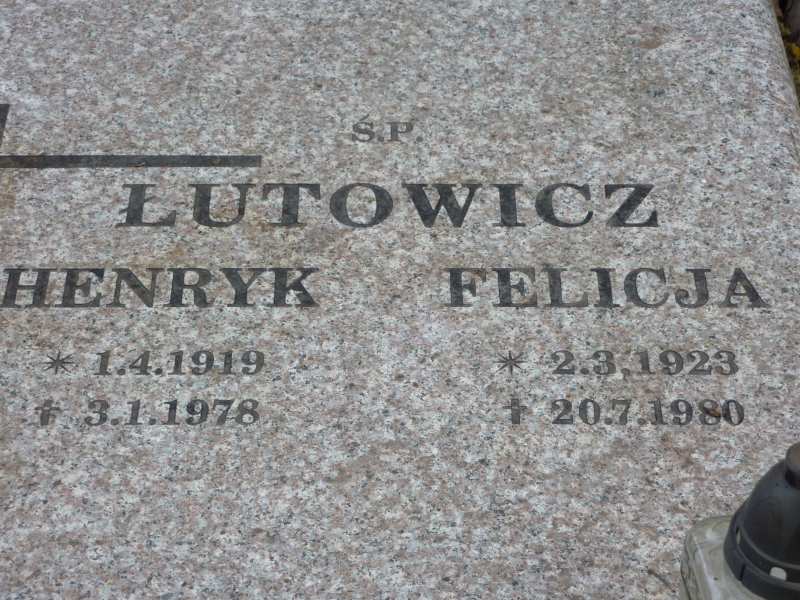 Ś.P.
ŁUTOWICZ
HENRYK FELICJA
* 1.4.1919 * 2.3.1923
† 3.1.1978 † 20.7.1980